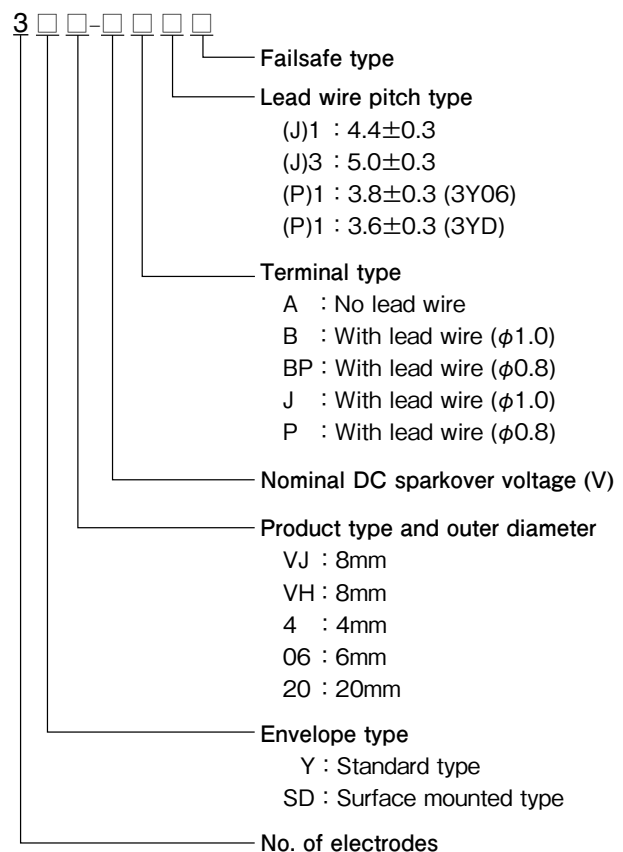 3 □ □-□ □ □ □
Failsafe type
Lead wire pitch type
(J)1 : 4.4±0.3
(J)3 : 5.0±0.3
(P)1 : 3.8±0.3 (3Y06)
(P)1 : 3.6±0.3 (3YD)
Terminal type
A : No lead wire
B : With lead wire (φ1.0)
BP : With lead wire (φ0.8)
J : With lead wire (φ1.0)
P : With lead wire (φ0.8)
Nominal DC sparkover voltage (V)
Product type and outer diameter
VJ : 8mm
VH : 8mm
4 : 4mm
06 : 6mm
20 : 20mm
Envelope type
Y : Standard type
SD : Surface mounted type
No. of electrodes